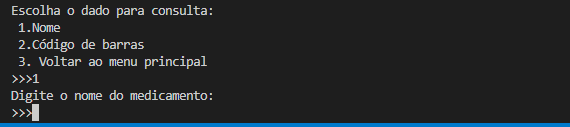 Escolha o dado para consulta:
1.Nome
2.Código de barras
3. Voltar ao menu principal
>>>1
Digite o nome do medicamento:
>>>